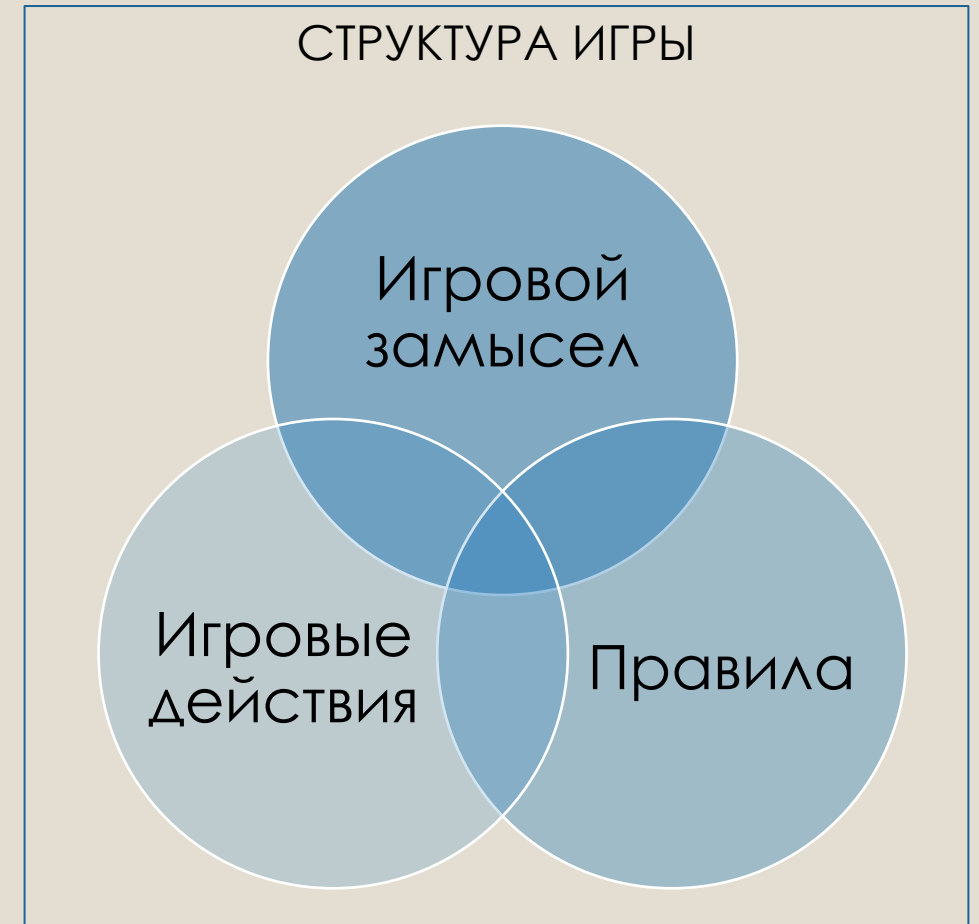 СТРУКТУРА ИГРЫ
Игровой
замысел
Игровые
действия
Правила